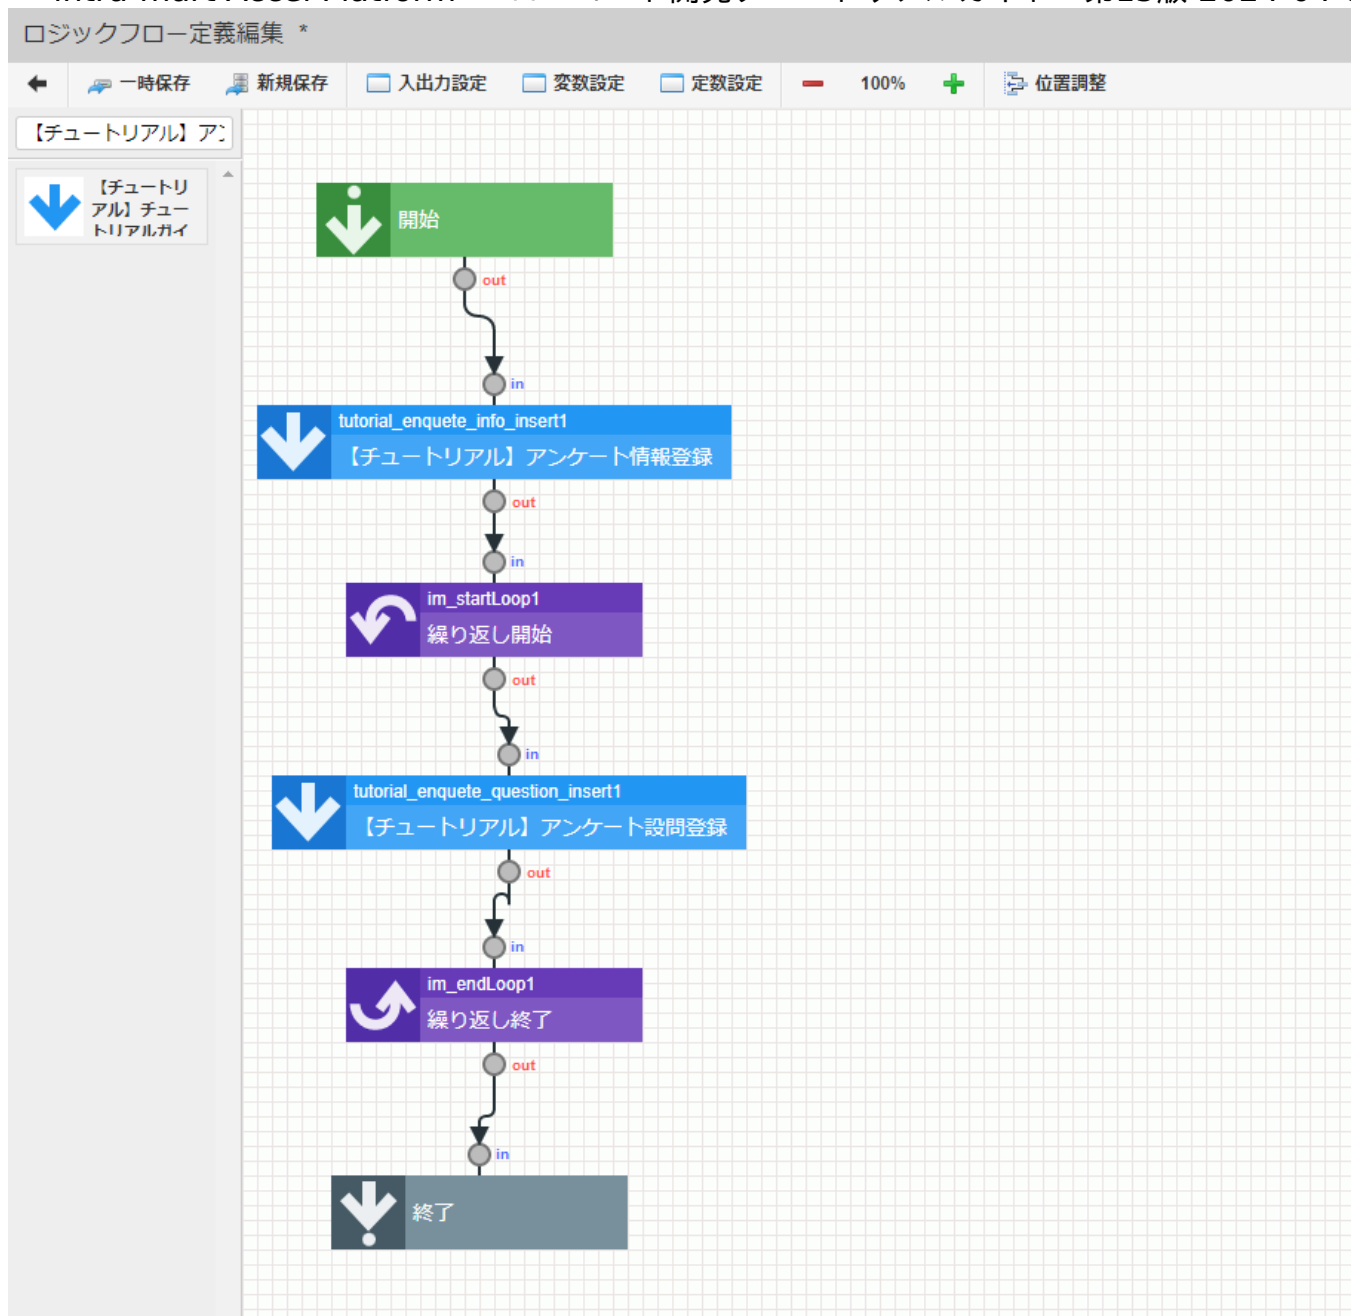 ロジックフロー定義編集 *
一時保存 新規保存 入出力設定 変数設定 定数設定 100% 位置調整
【チュートリアル】アン
【チュートリ
アル】チュー
トリアルガイ
開始
out
in
tutorial_enquete_info_insert1
【チュートリアル】アンケート情報登録
out
in
im_startLoop1
繰り返し開始
out
in
tutorial_enquete_question_insert1
【チュートリアル】アンケート設問登録
out
in
im_endLoop1
繰り返し終了
out
in
終了